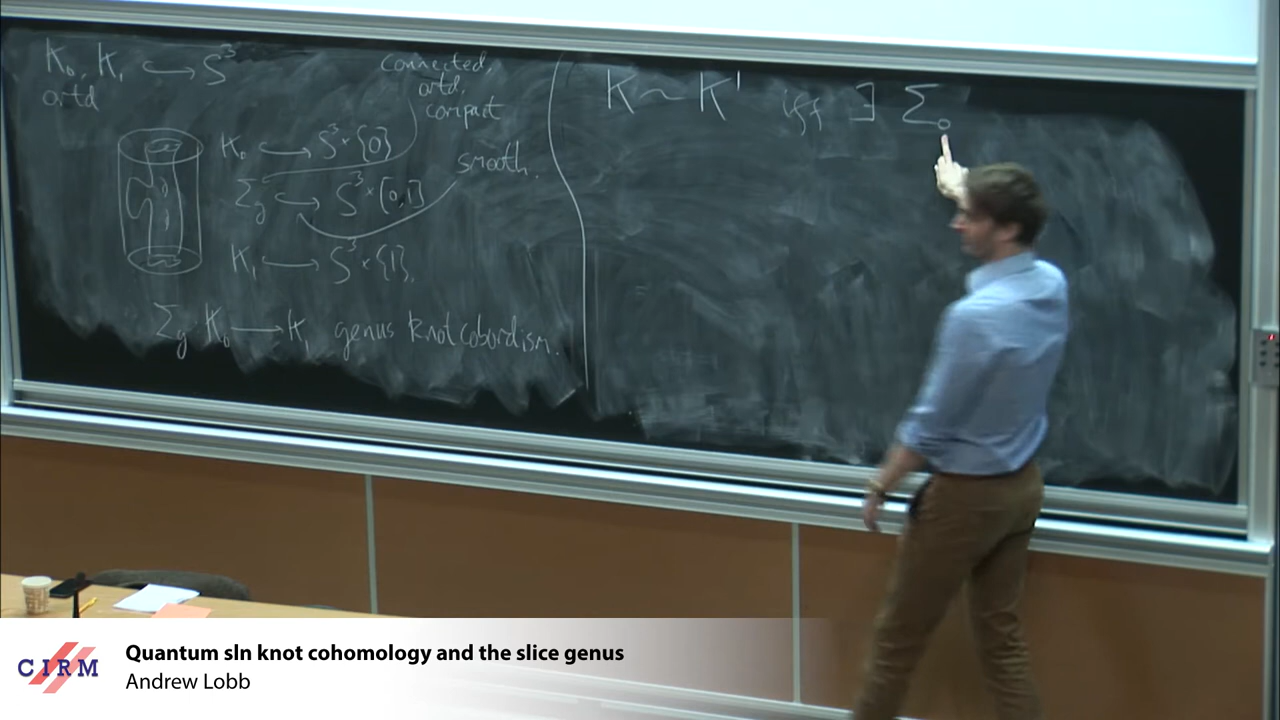 K₀, K₁ ↪ S³
ortd
connected,
ortd,
compact
K₀ ↪ S³×{0}
smooth.
Σg ↪ S³×[0,1]
K₁ ↪ S³×{1}.
Σg K₀ → K₁ genus knot cobordism.
K ~ K' iff ∃ Σ₀
CIRM
Quantum sln knot cohomology and the slice genus
Andrew Lobb